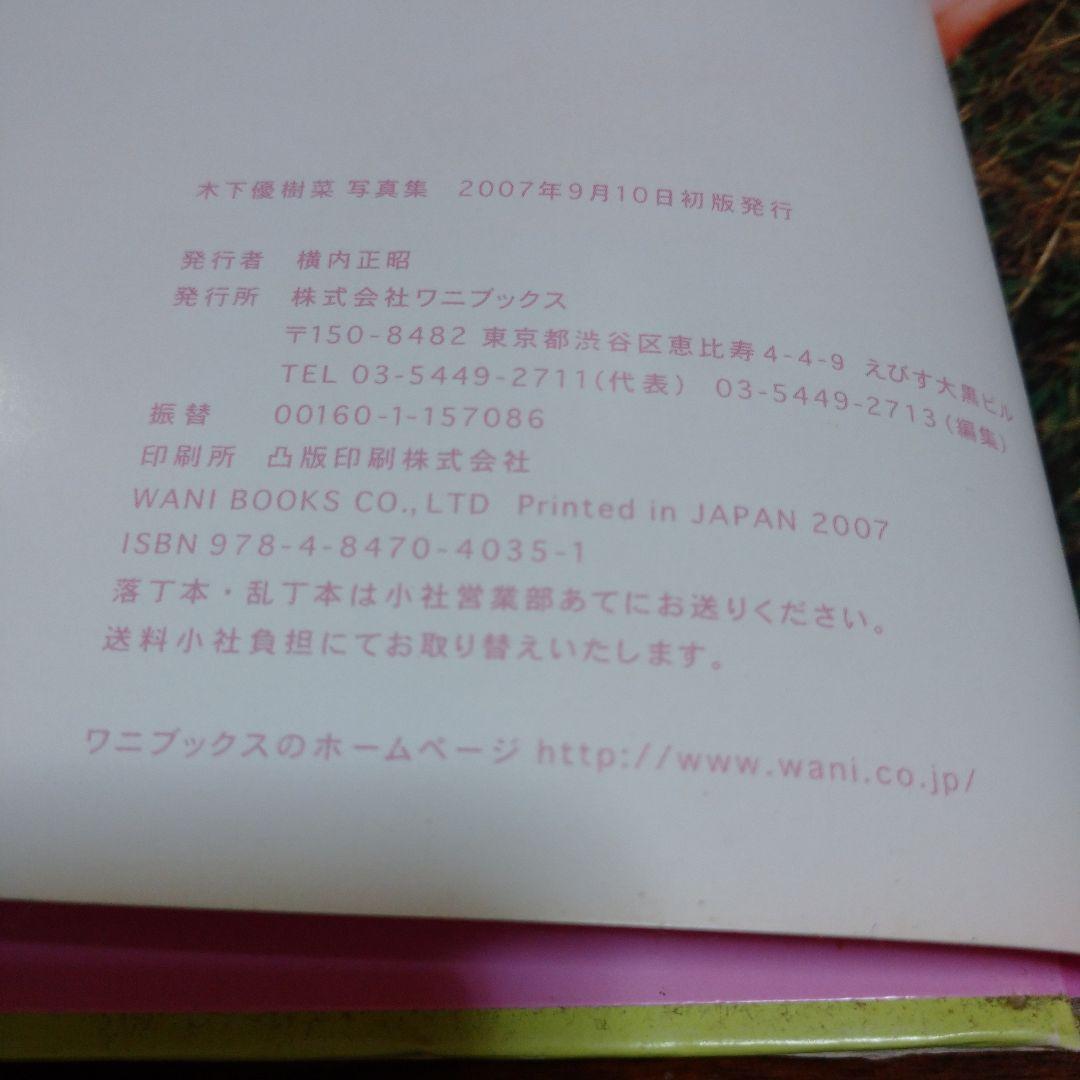 木下優樹菜 写真集　2007年9月10日初版発行
発行者　横内正昭
発行所　株式会社ワニブックス
〒150-8482 東京都渋谷区恵比寿4-4-9 えびす大黒ビル
TEL 03-5449-2711(代表)　03-5449-2713(編集)
振替　00160-1-157086
印刷所　凸版印刷株式会社
WANI BOOKS CO.,LTD Printed in JAPAN 2007
ISBN 978-4-8470-4035-1
落丁本・乱丁本は小社営業部あてにお送りください。
送料小社負担にてお取り替えいたします。
ワニブックスのホームページ http://www.wani.co.jp/